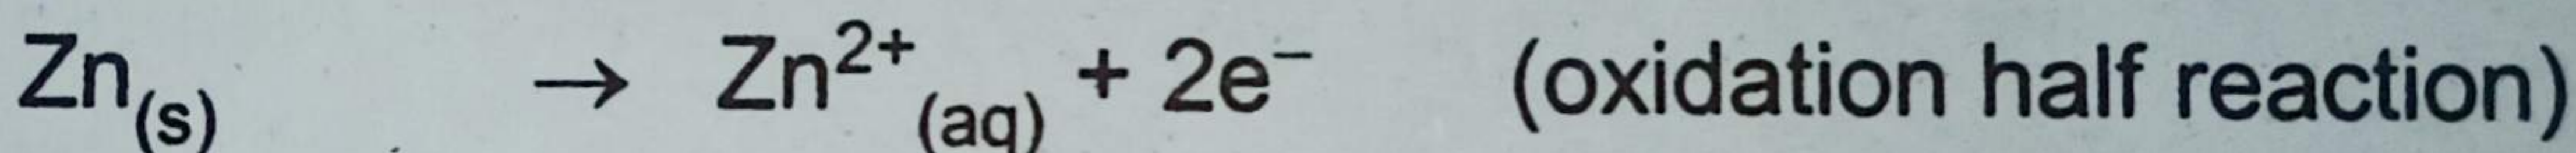 Zn(s) → Zn²⁺(aq) + 2e⁻ (oxidation half reaction)